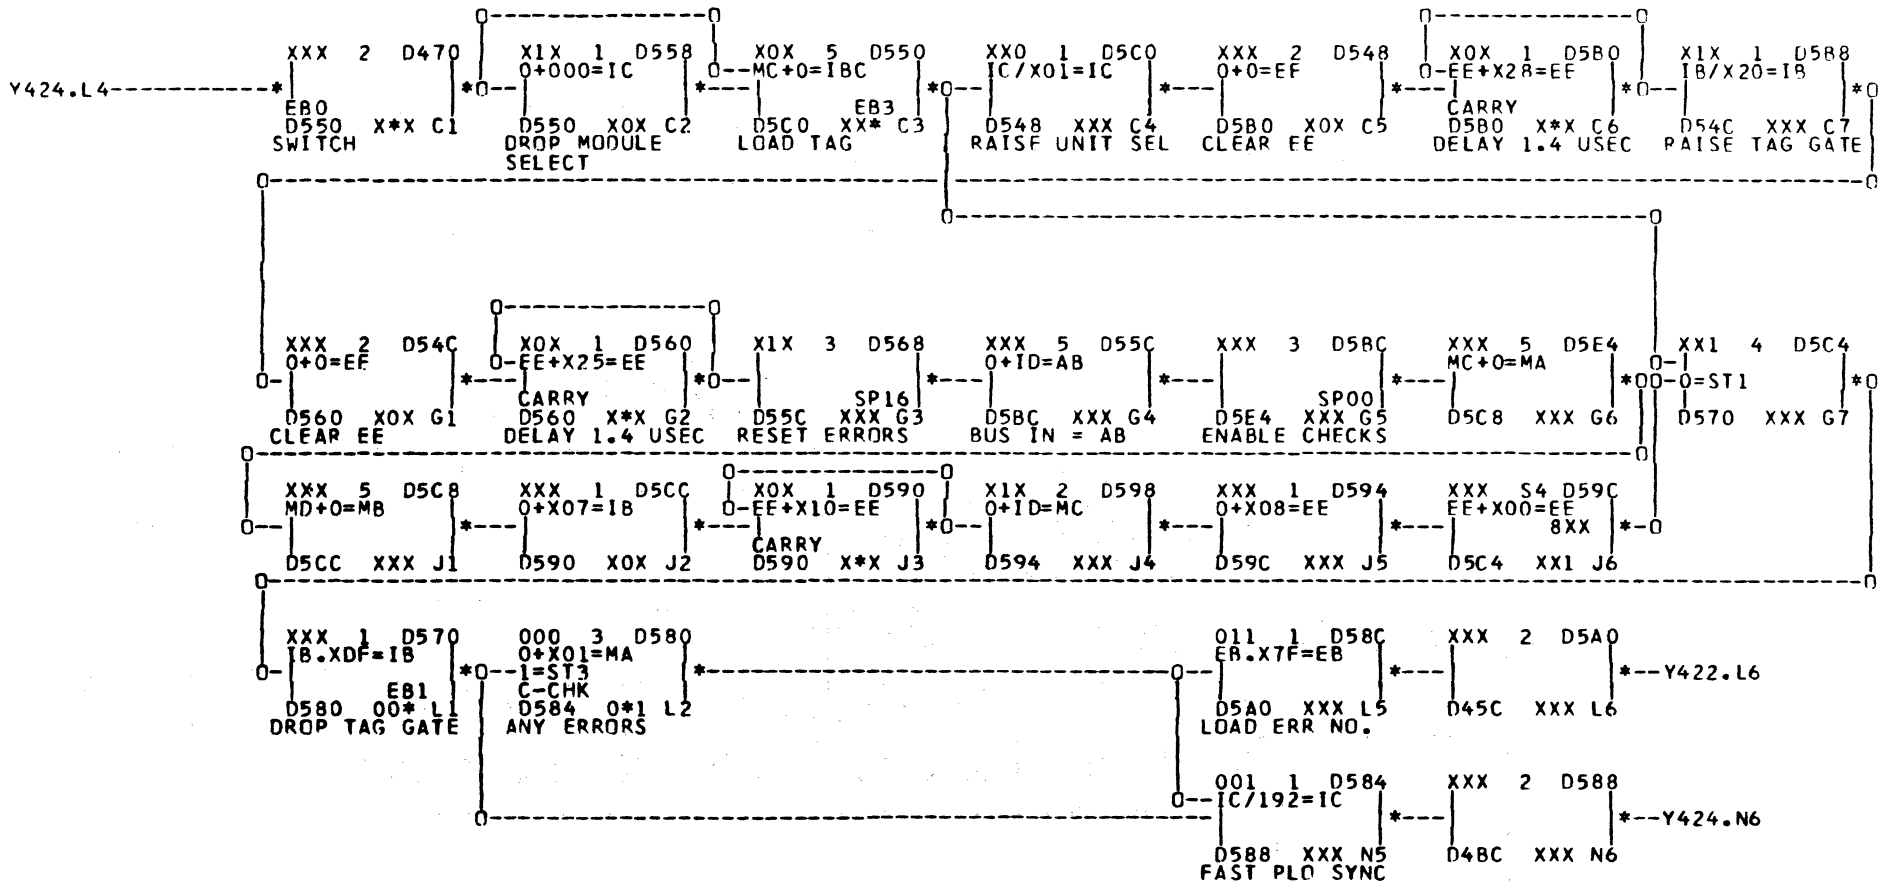 XXX 2 D470 X1X 1 D558 X0X 5 D550 XX0 1 D5C0 XXX 2 D548 X0X 1 D5B0 X1X 1 D5B8
0+000=IC MC+0=IBC IC/X01=IC 0+0=EF EE+X28=EF IB/X20=IB
Y424.L4
EB0 EB3 CARRY
D550 X*X C1 D550 X0X C2 D5C0 XX* C3 D548 XXX C4 D5B0 X0X C5 D5B0 X*X C6 D54C XXX C7
SWITCH DROP MODULE LOAD TAG RAISE UNIT SEL CLEAR EE DELAY 1.4 USEC RAISE TAG GATE
SELECT
XXX 2 D54C X0X 1 D560 X1X 3 D568 XXX 5 D55C XXX 3 D5BC XXX 5 D5E4 XX1 4 D5C4
0+0=EF EE+X25=EE 0+ID=AB MC+0=MA
0=ST1
CARRY SP16 SP00
D560 X0X G1 D560 X*X G2 D55C XXX G3 D5BC XXX G4 D5E4 XXX G5 D5C8 XXX G6 D570 XXX G7
CLEAR EE DELAY 1.4 USEC RESET ERRORS BUS IN = AB ENABLE CHECKS
XXX 5 D5C8 XXX 1 D5CC X0X 1 D590 X1X 2 D598 XXX 1 D594 XXX S4 D59C
MD+0=MB 0+X07=IB EE+X10=EE 0+ID=MC 0+X08=EE EE+X00=EE
8XX
CARRY
D5CC XXX J1 D590 X0X J2 D590 X*X J3 D594 XXX J4 D59C XXX J5 D5C4 XX1 J6
XXX 1 D570 000 3 D580 011 1 D58C XXX 2 D5A0
IB.XDF=IB 0+X01=MA EB.X7F=EB
1=ST3 Y422.L6
EB1 C-CHK
D580 00* L1 D584 0*1 L2 D5A0 XXX L5 D45C XXX L6
DROP TAG GATE ANY ERRORS LOAD ERR NO.
001 1 D584 XXX 2 D588
IC/192=IC
Y424.N6
D588 XXX N5 D4BC XXX N6
FAST PLO SYNC